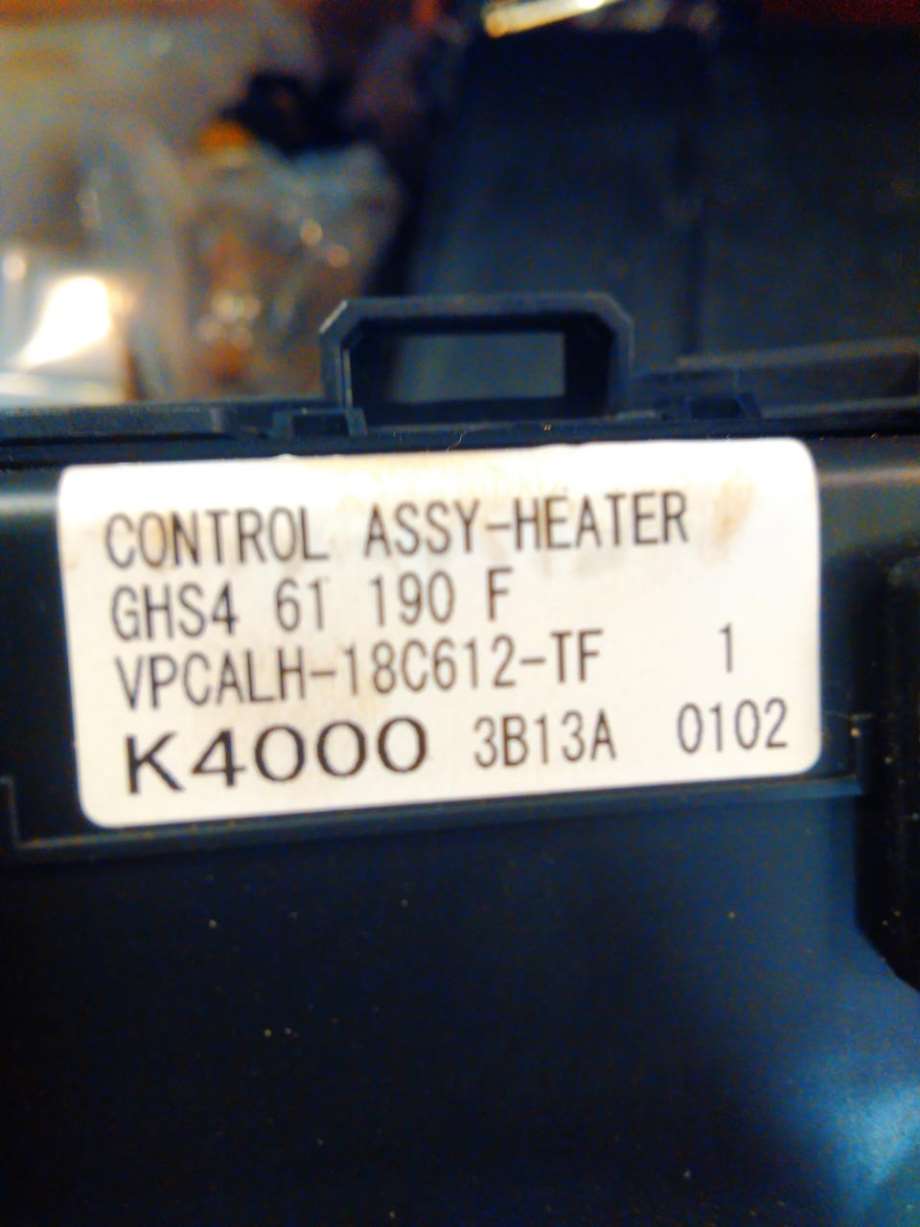 CONTROL ASSY-HEATER
GHS4 61 190 F
VPCALH-18C612-TF 1
K4000 3B13A 0102